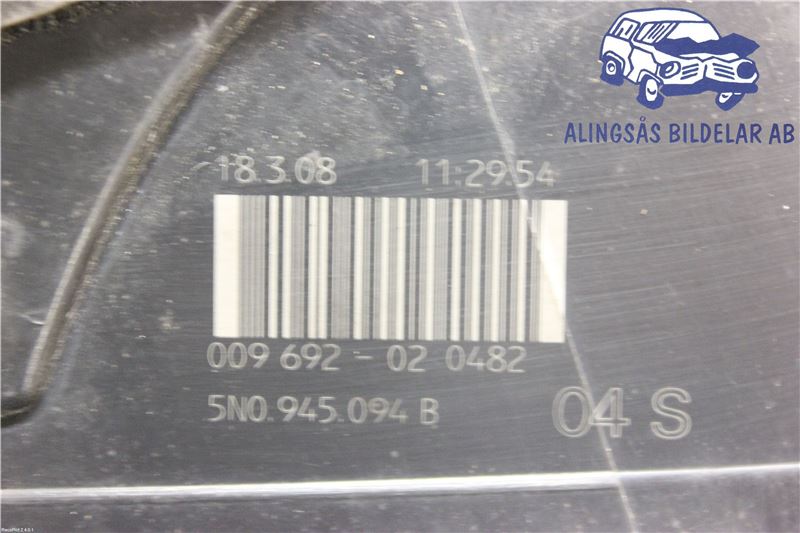 ALINGSÅS BILDELAR AB
18.3.08 11:29.54
009 692 - 02 0482
5N0.945.094 B
04 S